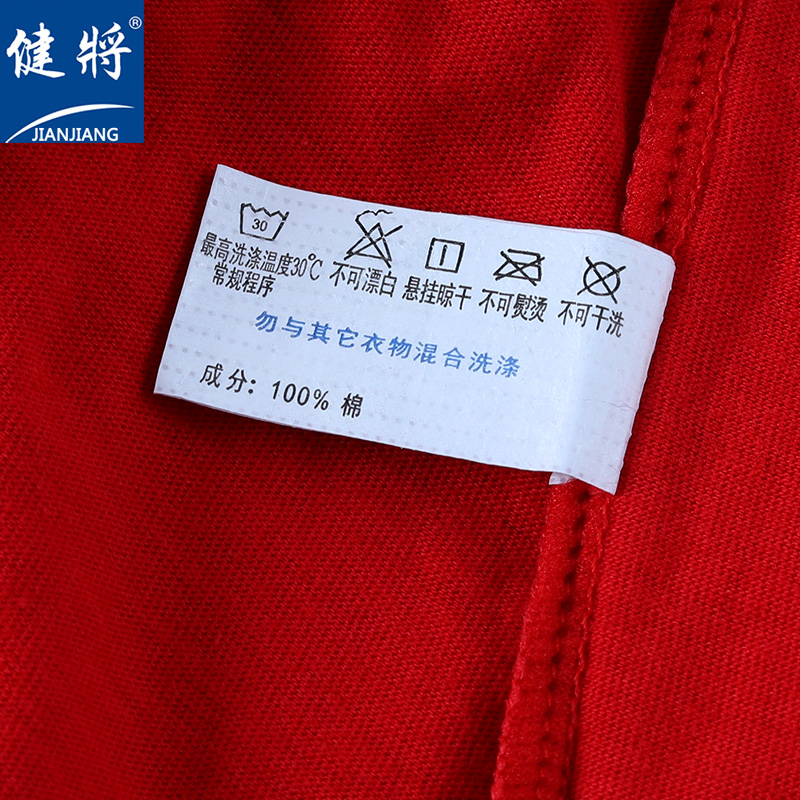 健将®
JIANJIANG
30
最高洗涤温度30℃ 不可漂白 悬挂晾干 不可熨烫 不可干洗
常规程序
勿与其它衣物混合洗涤
成分: 100% 棉